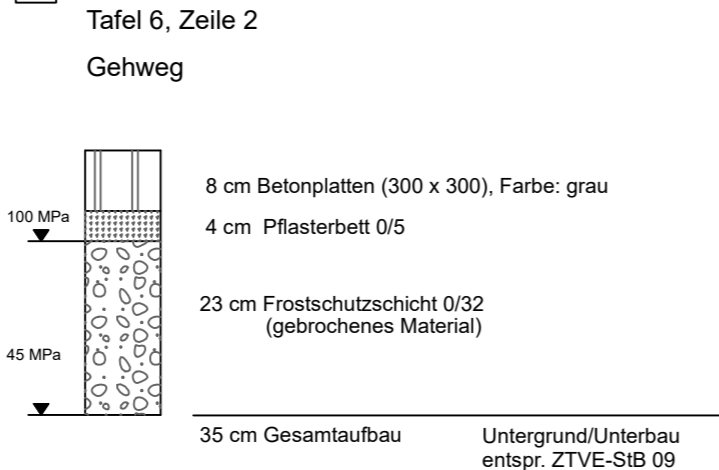 Tafel 6, Zeile 2
Gehweg
8 cm Betonplatten (300 x 300), Farbe: grau
100 MPa
4 cm Pflasterbett 0/5
23 cm Frostschutzschicht 0/32
(gebrochenes Material)
45 MPa
35 cm Gesamtaufbau
Untergrund/Unterbau
entspr. ZTVE-StB 09